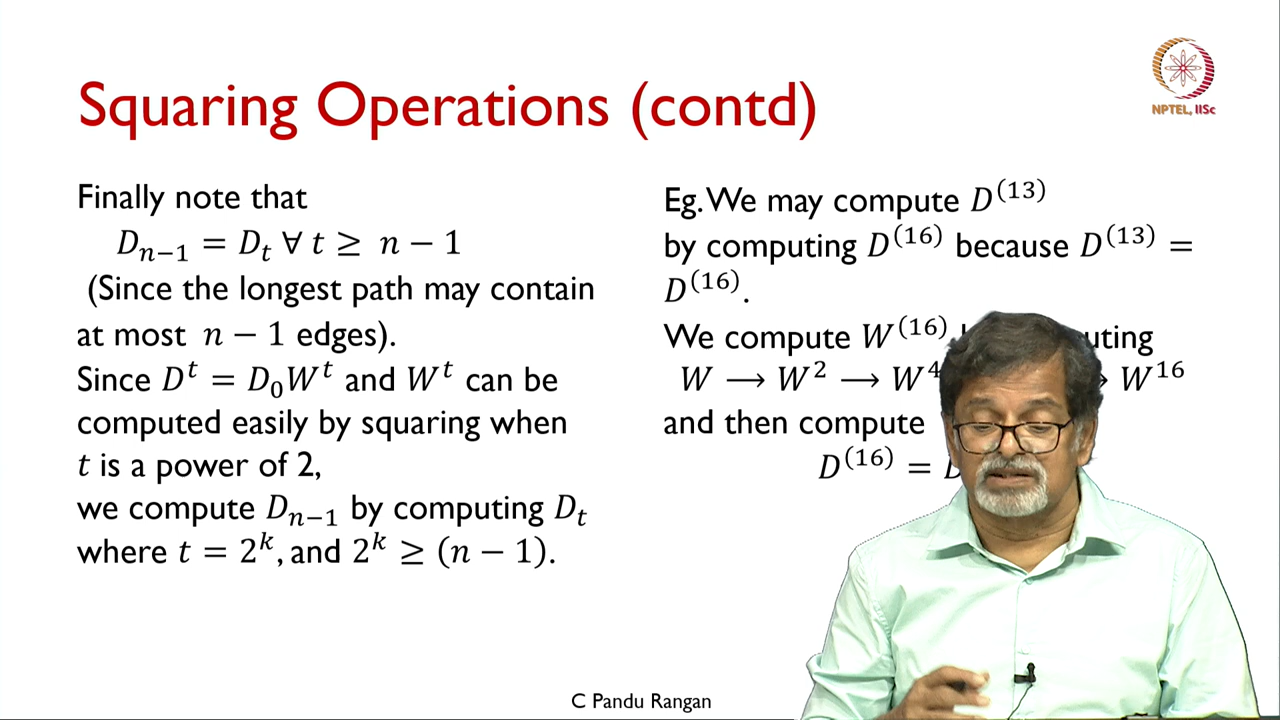 Squaring Operations (contd)
NPTEL, IISc
Finally note that
D_{n−1} = D_t ∀ t ≥ n − 1
(Since the longest path may contain
at most n − 1 edges).
Since D^t = D_0W^t and W^t can be
computed easily by squaring when
t is a power of 2,
we compute D_{n−1} by computing D_t
where t = 2^k, and 2^k ≥ (n − 1).
Eg. We may compute D^{(13)}
by computing D^{(16)} because D^{(13)} =
D^{(16)}.
We compute W^{(16)} uting
W → W^2 → W^4 → W^{16}
and then compute
D^{(16)} =
C Pandu Rangan